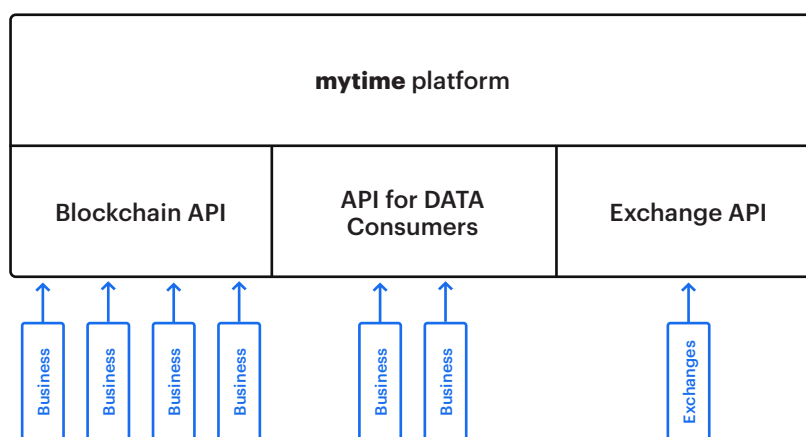 mytime platform
Blockchain API
API for DATA
Consumers
Exchange API
Business
Business
Business
Business
Business
Business
Exchanges